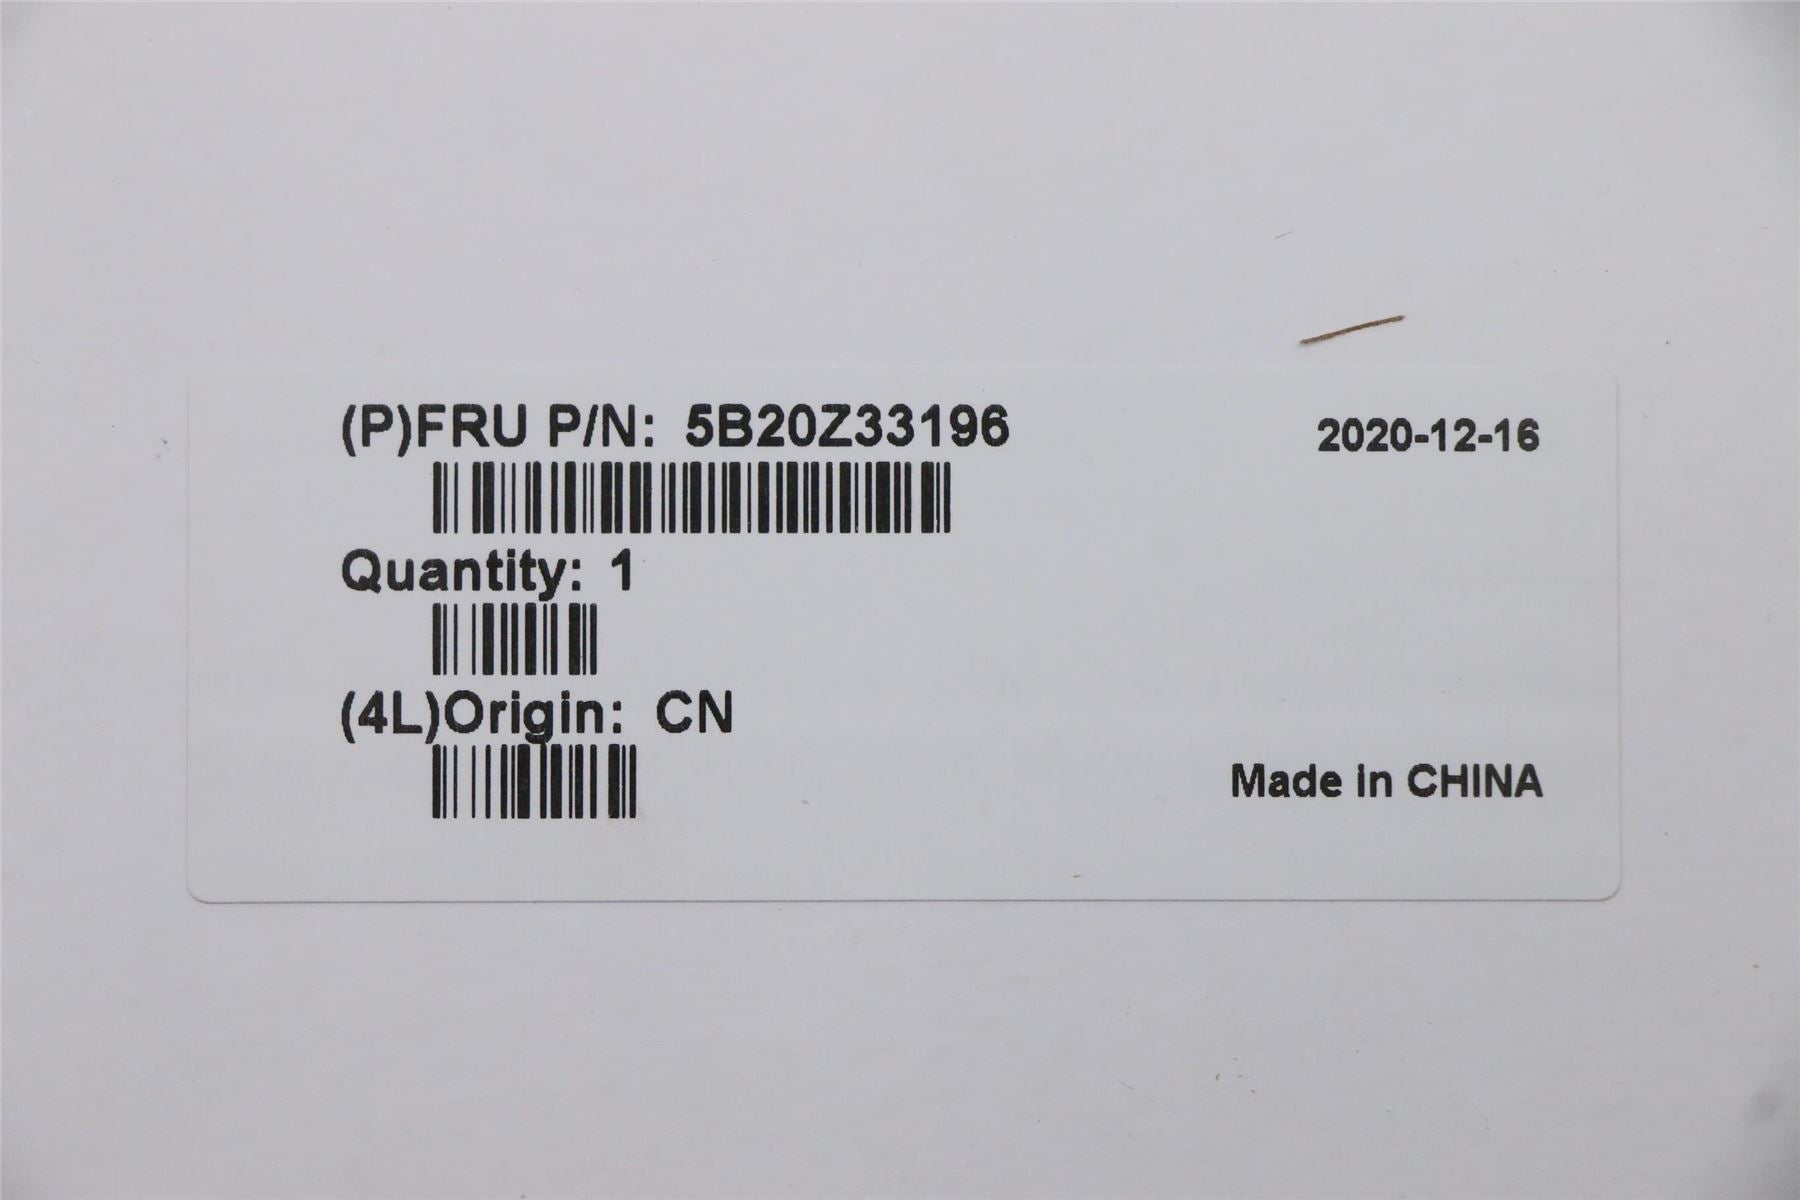 (P)FRU P/N: 5B20Z33196
2020-12-16
Quantity: 1
(4L)Origin: CN
Made in CHINA